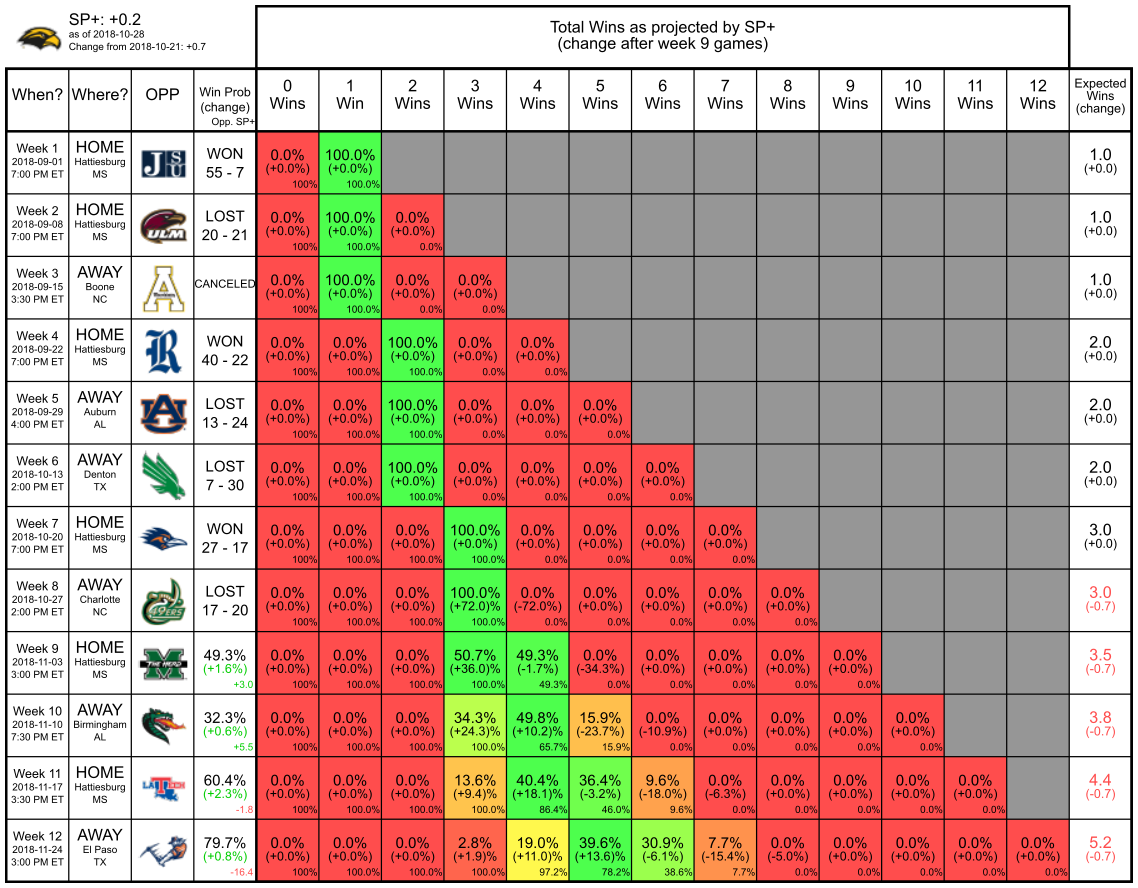 SP+: +0.2
as of 2018-10-28
Change from 2018-10-21: +0.7
Total Wins as projected by SP+
(change after week 9 games)
When? Where? OPP Win Prob (change) Opp. SP+ 0 Wins 1 Win 2 Wins 3 Wins 4 Wins 5 Wins 6 Wins 7 Wins 8 Wins 9 Wins 10 Wins 11 Wins 12 Wins Expected Wins (change)
Week 1 HOME JSU WON 0.0% 100.0% 1.0
2018-09-01 Hattiesburg 55 - 7 (+0.0%) (+0.0%) (+0.0)
7:00 PM ET MS 100% 100.0%
Week 2 HOME ULM LOST 0.0% 100.0% 0.0% 1.0
2018-09-08 Hattiesburg 20 - 21 (+0.0%) (+0.0%) (+0.0%) (+0.0)
7:00 PM ET MS 100% 100.0% 0.0%
Week 3 AWAY A CANCELED 0.0% 100.0% 0.0% 0.0% 1.0
2018-09-15 Boone (+0.0%) (+0.0%) (+0.0%) (+0.0%) (+0.0)
3:30 PM ET NC 100% 100.0% 0.0% 0.0%
Week 4 HOME R WON 0.0% 0.0% 100.0% 0.0% 0.0% 2.0
2018-09-22 Hattiesburg 40 - 22 (+0.0%) (+0.0%) (+0.0%) (+0.0%) (+0.0%) (+0.0)
7:00 PM ET MS 100% 100.0% 100.0% 0.0% 0.0%
Week 5 AWAY AU LOST 0.0% 0.0% 100.0% 0.0% 0.0% 0.0% 2.0
2018-09-29 Auburn 13 - 24 (+0.0%) (+0.0%) (+0.0%) (+0.0%) (+0.0%) (+0.0%) (+0.0)
4:00 PM ET AL 100% 100.0% 100.0% 0.0% 0.0% 0.0%
Week 6 AWAY LOST 0.0% 0.0% 100.0% 0.0% 0.0% 0.0% 0.0% 2.0
2018-10-13 Denton 7 - 30 (+0.0%) (+0.0%) (+0.0%) (+0.0%) (+0.0%) (+0.0%) (+0.0%) (+0.0)
2:00 PM ET TX 100% 100.0% 100.0% 0.0% 0.0% 0.0% 0.0%
Week 7 HOME WON 0.0% 0.0% 0.0% 100.0% 0.0% 0.0% 0.0% 0.0% 3.0
2018-10-20 Hattiesburg 27 - 17 (+0.0%) (+0.0%) (+0.0%) (+0.0%) (+0.0%) (+0.0%) (+0.0%) (+0.0%) (+0.0)
7:00 PM ET MS 100% 100.0% 100.0% 100.0% 0.0% 0.0% 0.0% 0.0%
Week 8 AWAY 49ERS LOST 0.0% 0.0% 0.0% 100.0% 0.0% 0.0% 0.0% 0.0% 0.0% 3.0
2018-10-27 Charlotte 17 - 20 (+0.0%) (+0.0%) (+0.0%) (+72.0)% (-72.0%) (+0.0%) (+0.0%) (+0.0%) (+0.0%) (-0.7)
2:00 PM ET NC 100% 100.0% 100.0% 100.0% 0.0% 0.0% 0.0% 0.0% 0.0%
Week 9 HOME M THE HERD 49.3% 0.0% 0.0% 0.0% 50.7% 49.3% 0.0% 0.0% 0.0% 0.0% 0.0% 3.5
2018-11-03 Hattiesburg (+1.6%) (+0.0%) (+0.0%) (+0.0%) (+36.0)% (-1.7%) (-34.3%) (+0.0%) (+0.0%) (+0.0%) (+0.0%) (-0.7)
3:00 PM ET MS +3.0 100% 100.0% 100.0% 100.0% 49.3% 0.0% 0.0% 0.0% 0.0% 0.0%
Week 10 AWAY 32.3% 0.0% 0.0% 0.0% 34.3% 49.8% 15.9% 0.0% 0.0% 0.0% 0.0% 0.0% 3.8
2018-11-10 Birmingham (+0.6%) (+0.0%) (+0.0%) (+0.0%) (+24.3)% (+10.2)% (-23.7%) (-10.9%) (+0.0%) (+0.0%) (+0.0%) (+0.0%) (-0.7)
7:30 PM ET AL +5.5 100% 100.0% 100.0% 100.0% 65.7% 15.9% 0.0% 0.0% 0.0% 0.0% 0.0%
Week 11 HOME LA TECH 60.4% 0.0% 0.0% 0.0% 13.6% 40.4% 36.4% 9.6% 0.0% 0.0% 0.0% 0.0% 0.0% 4.4
2018-11-17 Hattiesburg (+2.3%) (+0.0%) (+0.0%) (+0.0%) (+9.4)% (+18.1)% (-3.2%) (-18.0%) (-6.3%) (+0.0%) (+0.0%) (+0.0%) (+0.0%) (-0.7)
3:30 PM ET MS -1.8 100% 100.0% 100.0% 100.0% 86.4% 46.0% 9.6% 0.0% 0.0% 0.0% 0.0% 0.0%
Week 12 AWAY 79.7% 0.0% 0.0% 0.0% 2.8% 19.0% 39.6% 30.9% 7.7% 0.0% 0.0% 0.0% 0.0% 0.0% 5.2
2018-11-24 El Paso (+0.8%) (+0.0%) (+0.0%) (+0.0%) (+1.9)% (+11.0)% (+13.6)% (-6.1%) (-15.4%) (-5.0%) (+0.0%) (+0.0%) (+0.0%) (+0.0%) (-0.7)
3:00 PM ET TX -16.4 100% 100.0% 100.0% 100.0% 97.2% 78.2% 38.6% 7.7% 0.0% 0.0% 0.0% 0.0% 0.0%